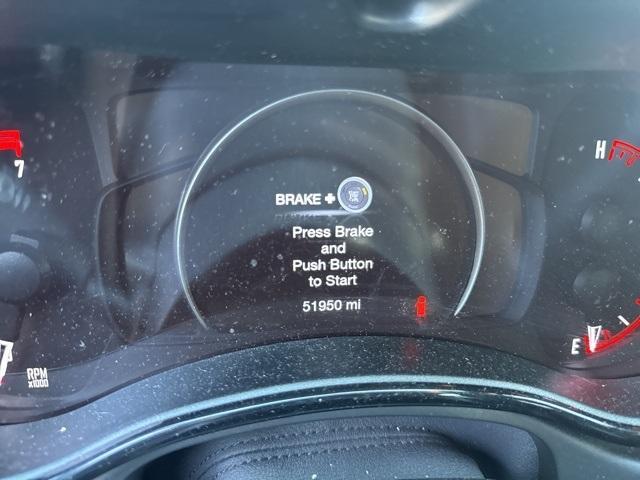 7
H
BRAKE +
Press Brake
and
Push Button
to Start
51950 mi
E
RPM
x1000